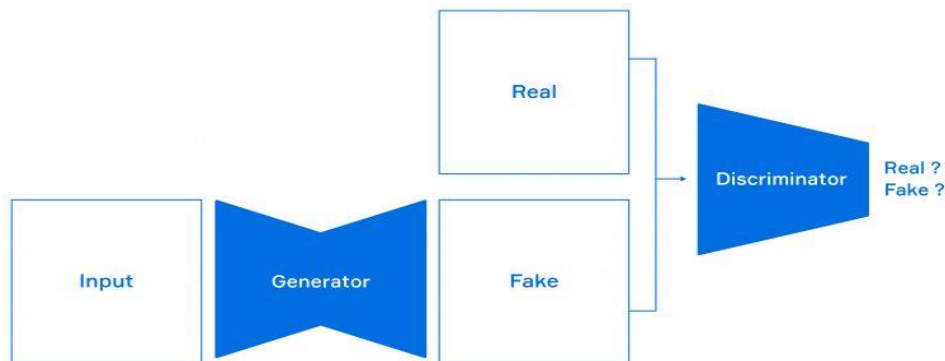 Real
Discriminator
Real ?
Fake ?
Input
Generator
Fake